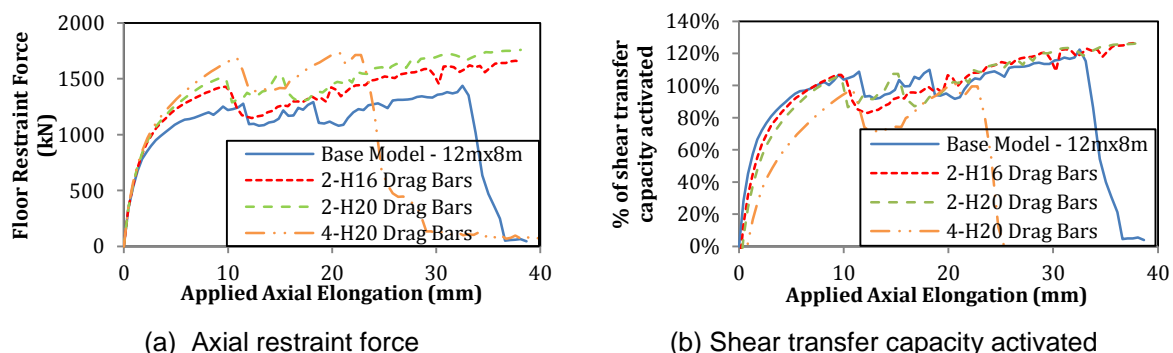 Floor Restraint Force
(kN)
2000
1500
1000
500
0
Base Model - 12mx8m
2-H16 Drag Bars
2-H20 Drag Bars
4-H20 Drag Bars
0 10 20 30 40
Applied Axial Elongation (mm)
(a) Axial restraint force
% of shear transfer
capacity activated
140%
120%
100%
80%
60%
40%
20%
0%
Base Model - 12mx8m
2-H16 Drag Bars
2-H20 Drag Bars
4-H20 Drag Bars
0 10 20 30 40
Applied Axial Elongation (mm)
(b) Shear transfer capacity activated